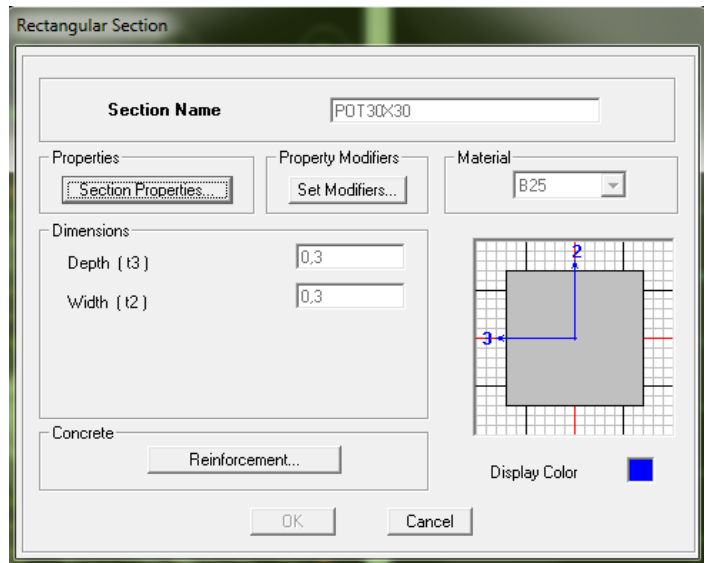 Rectangular Section
Section Name
POT30X30
Properties
Section Properties...
Property Modifiers
Set Modifiers...
Material
B25
Dimensions
Depth ( t3 )
0,3
Width ( t2 )
0,3
2
3
Concrete
Reinforcement...
Display Color
OK
Cancel